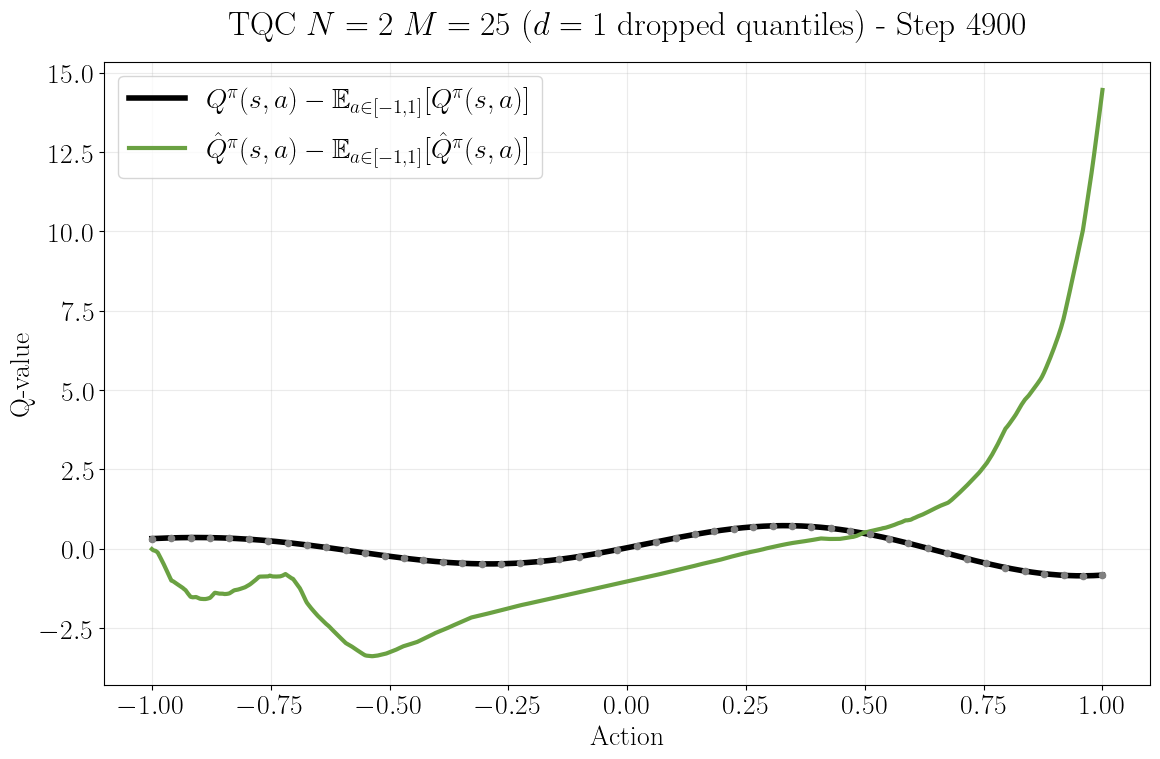 TQC N = 2 M = 25 (d = 1 dropped quantiles) - Step 4900
Q^π(s, a) − 𝔼_{a∈[−1,1]}[Q^π(s, a)]
Q̂^π(s, a) − 𝔼_{a∈[−1,1]}[Q̂^π(s, a)]
15.0
12.5
10.0
7.5
5.0
2.5
0.0
−2.5
Q-value
−1.00 −0.75 −0.50 −0.25 0.00 0.25 0.50 0.75 1.00
Action